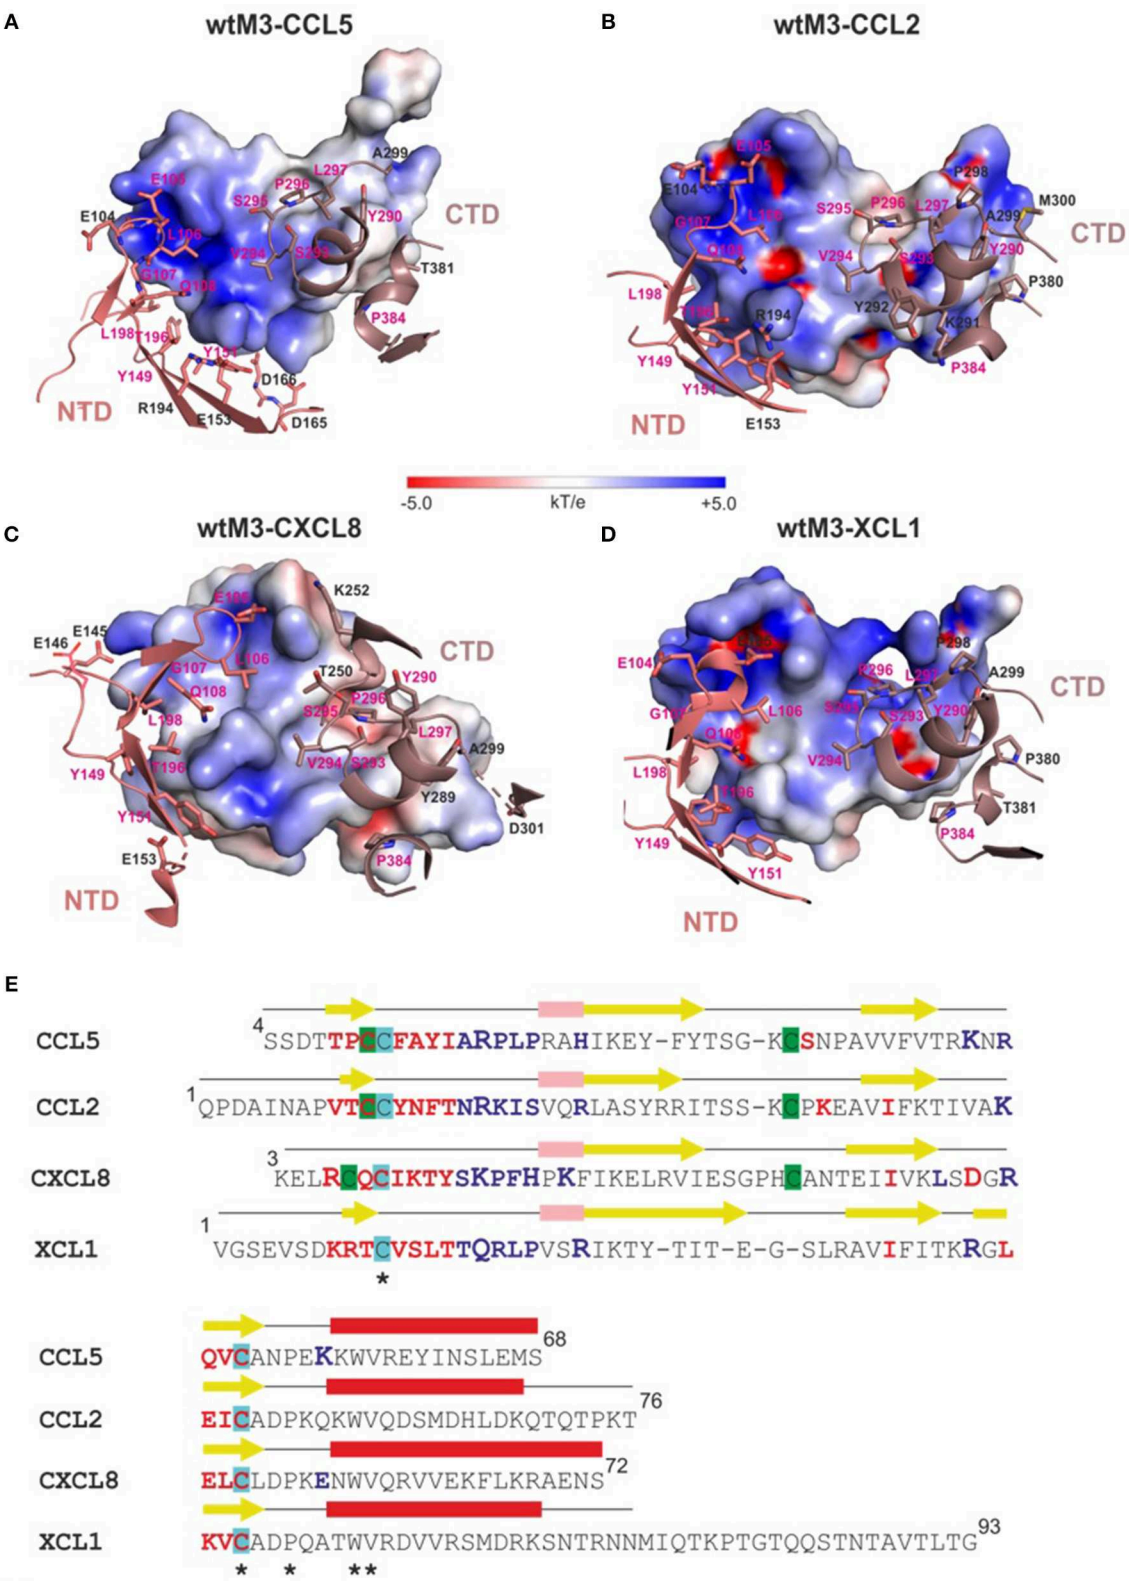 A
wtM3-CCL5
A299
L297
P296
E105
S295
Y290
CTD
E104
L106
V294
S293
G107
Q108
T381
P384
L198
T196
Y151
Y149
D166
R194
E153
D165
NTD
B
wtM3-CCL2
E105
E104
P298
P296
L297
M300
S295
A299
G107
L106
CTD
Q108
V294
S293
Y290
P380
L198
Y292
T196
R194
K291
Y149
P384
Y151
NTD
E153
-5.0
kT/e
+5.0
C
wtM3-CXCL8
K252
E105
E145
E146
CTD
G107
L106
T250
Y290
Q108
P296
S295
L198
L297
A299
Y149
T196
V294
S293
Y289
Y151
D301
E153
P384
NTD
D
wtM3-XCL1
P298
E104
P296
L297
A299
CTD
S295
Y290
L106
S293
Q108
V294
P380
L198
T196
T381
P384
Y149
Y151
NTD
E
4
CCL5 SSDTTPCCFAYIARPLPRAHIKEY-FYTSG-KCSNPAVVFVTRKNR
1
CCL2 QPDAINAPVTCCYNFTNRKISVQRLASYRRITSS-KCPKEAVIFKTIVAK
3
CXCL8 KELRCQCIKTYSKPFHPKFIKELRVIESGPHCANTEIIVKLSDGR
1
XCL1 VGSEVSDKRTCVSLTTQRLPVSRIKTY-TIT-E-G-SLRAVIFITKRGL
*
68
CCL5 QVCANPEKKWVREYINSLEMS
76
CCL2 EICADPKQKWVQDSMDHLDKQTQTPKT
72
CXCL8 ELCLDPKENWVQRVVEKFLKRAENS
93
XCL1 KVCADPQATWVRDVVRSMDRKSNTRNNMIQTKPTGTQQSTNTAVTLTG
* * **